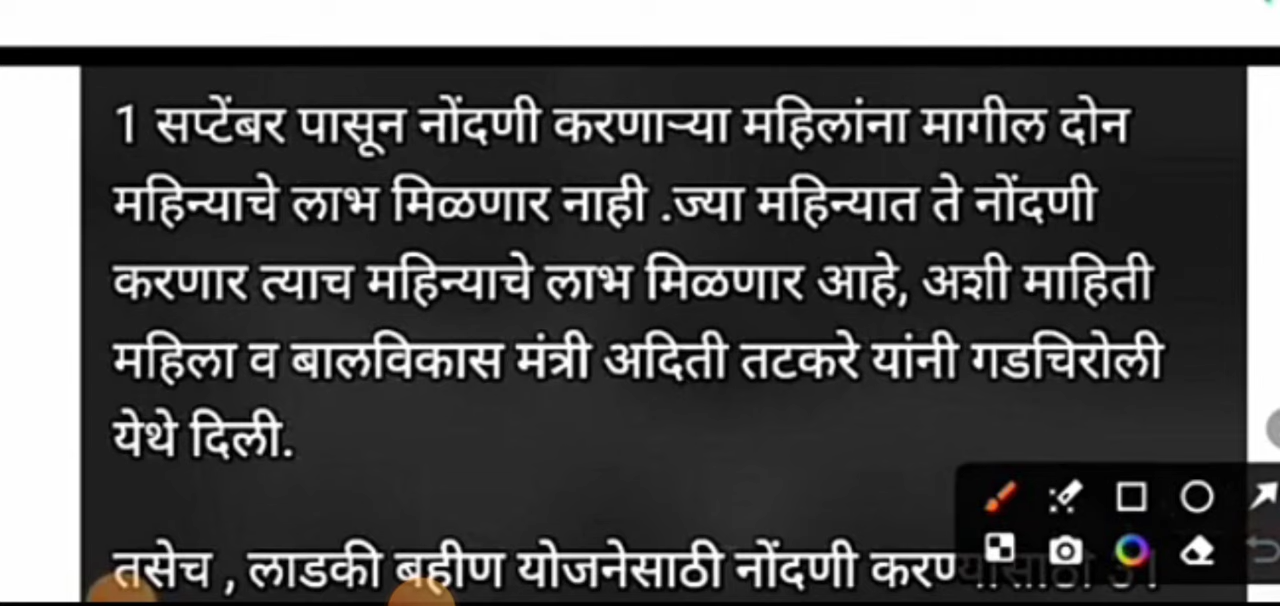 1 सप्टेंबर पासून नोंदणी करणाऱ्या महिलांना मागील दोन
महिन्याचे लाभ मिळणार नाही .ज्या महिन्यात ते नोंदणी
करणार त्याच महिन्याचे लाभ मिळणार आहे, अशी माहिती
महिला व बालविकास मंत्री अदिती तटकरे यांनी गडचिरोली
येथे दिली.
तसेच , लाडकी बहीण योजनेसाठी नोंदणी